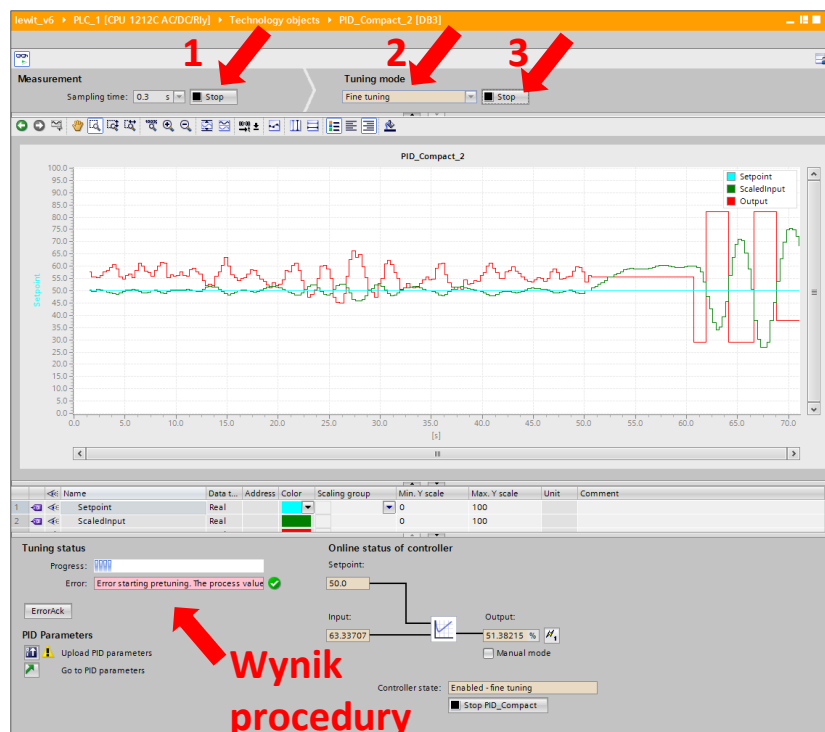 lewit_v6 ▸ PLC_1 [CPU 1212C AC/DC/Rly] ▸ Technology objects ▸ PID_Compact_2 [DB3]
1 2 3
Measurement Tuning mode
Sampling time: 0.3 s Stop Fine tuning Stop
PID_Compact_2
Setpoint
ScaledInput
Output
100.0
95.0
90.0
85.0
80.0
75.0
70.0
65.0
60.0
55.0
50.0
45.0
40.0
35.0
30.0
25.0
20.0
15.0
10.0
5.0
0.0
Setpoint
0.0 5.0 10.0 15.0 20.0 25.0 30.0 35.0 40.0 45.0 50.0 55.0 60.0 65.0 70.0
[s]
Name Data t... Address Color Scaling group Min. Y scale Max. Y scale Unit Comment
1 Setpoint Real 0 100
2 ScaledInput Real 0 100
Tuning status Online status of controller
Progress: Setpoint:
Error: Error starting pretuning. The process value 50.0
ErrorAck
Input: Output:
PID Parameters 63.33707 51.38215 %
Upload PID parameters Manual mode
Go to PID parameters
Wynik
procedury
Controller state: Enabled - fine tuning
Stop PID_Compact